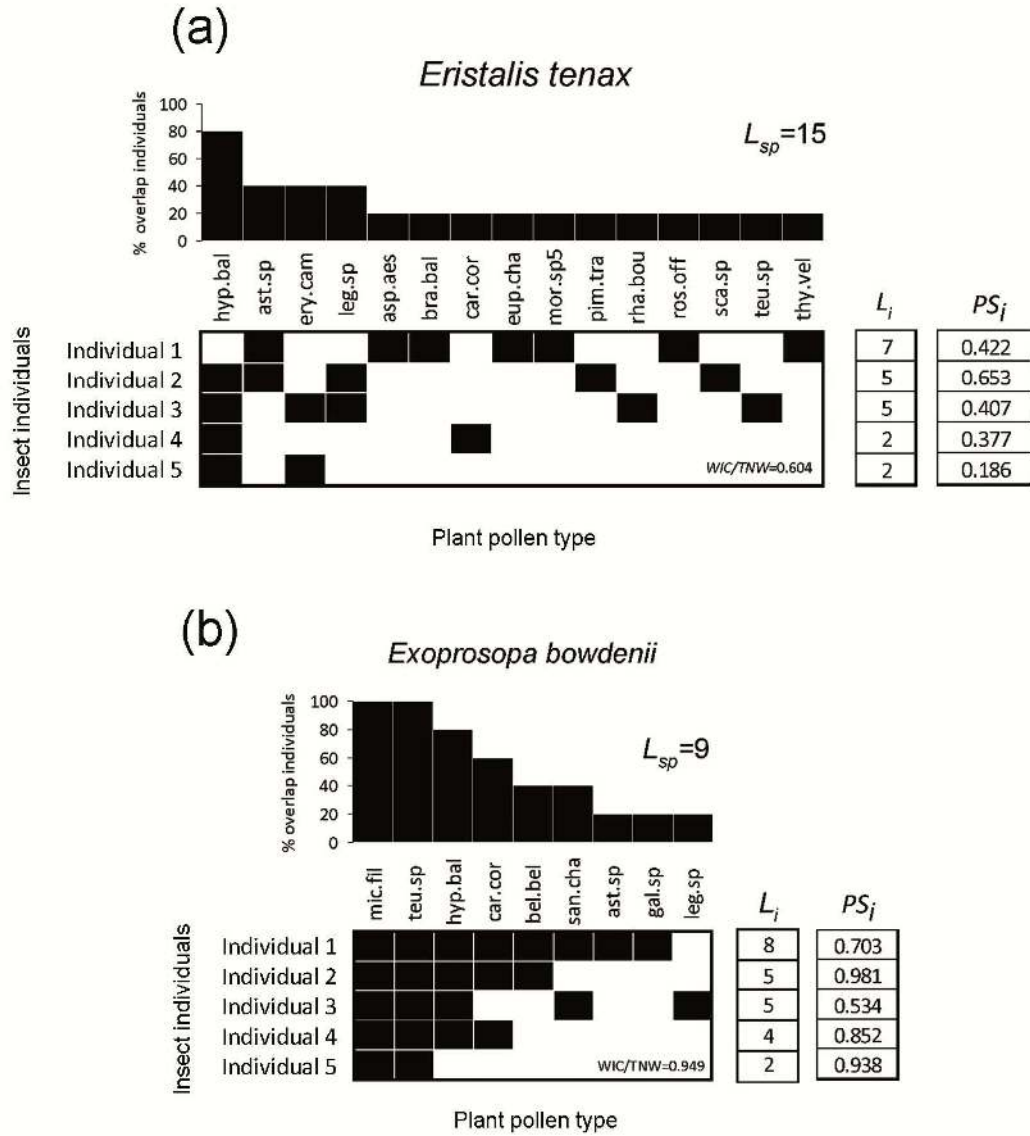 (a)
Eristalis tenax
% overlap individuals
100
80
60
40
20
0
L_sp=15
hyp.bal
ast.sp
ery.cam
leg.sp
asp.aes
bra.bal
car.cor
eup.cha
mor.sp5
pim.tra
rha.bou
ros.off
sca.sp
teu.sp
thy.vel
L_i
PS_i
Insect individuals
Individual 1 7 0.422
Individual 2 5 0.653
Individual 3 5 0.407
Individual 4 2 0.377
Individual 5 WIC/TNW=0.604 2 0.186
Plant pollen type
(b)
Exoprosopa bowdenii
% overlap individuals
100
80
60
40
20
0
L_sp=9
mic.fil
teu.sp
hyp.bal
car.cor
bel.bel
san.cha
ast.sp
gal.sp
leg.sp
L_i
PS_i
Insect individuals
Individual 1 8 0.703
Individual 2 5 0.981
Individual 3 5 0.534
Individual 4 4 0.852
Individual 5 WIC/TNW=0.949 2 0.938
Plant pollen type